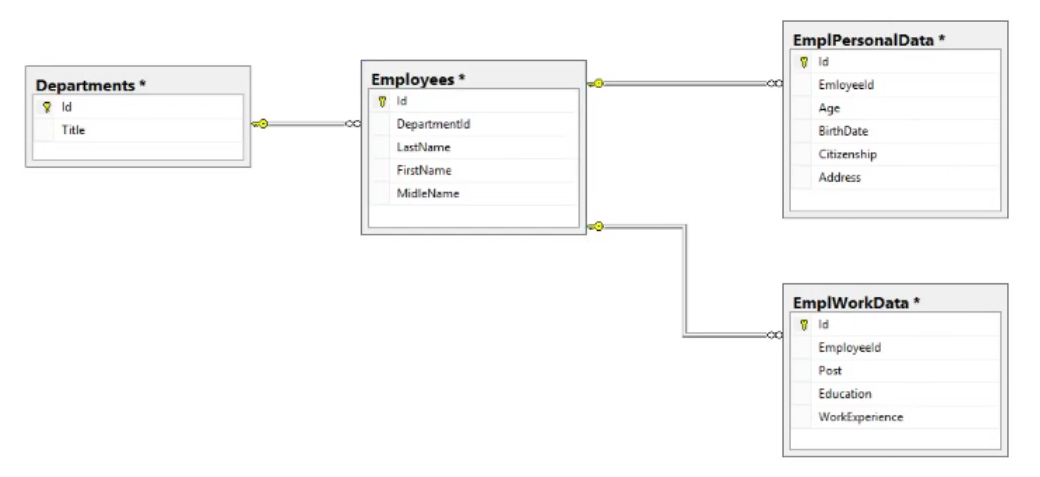 Departments *
Id
Title
Employees *
Id
DepartmentId
LastName
FirstName
MidleName
EmplPersonalData *
Id
EmloyeeId
Age
BirthDate
Citizenship
Address
EmplWorkData *
Id
EmployeeId
Post
Education
WorkExperience